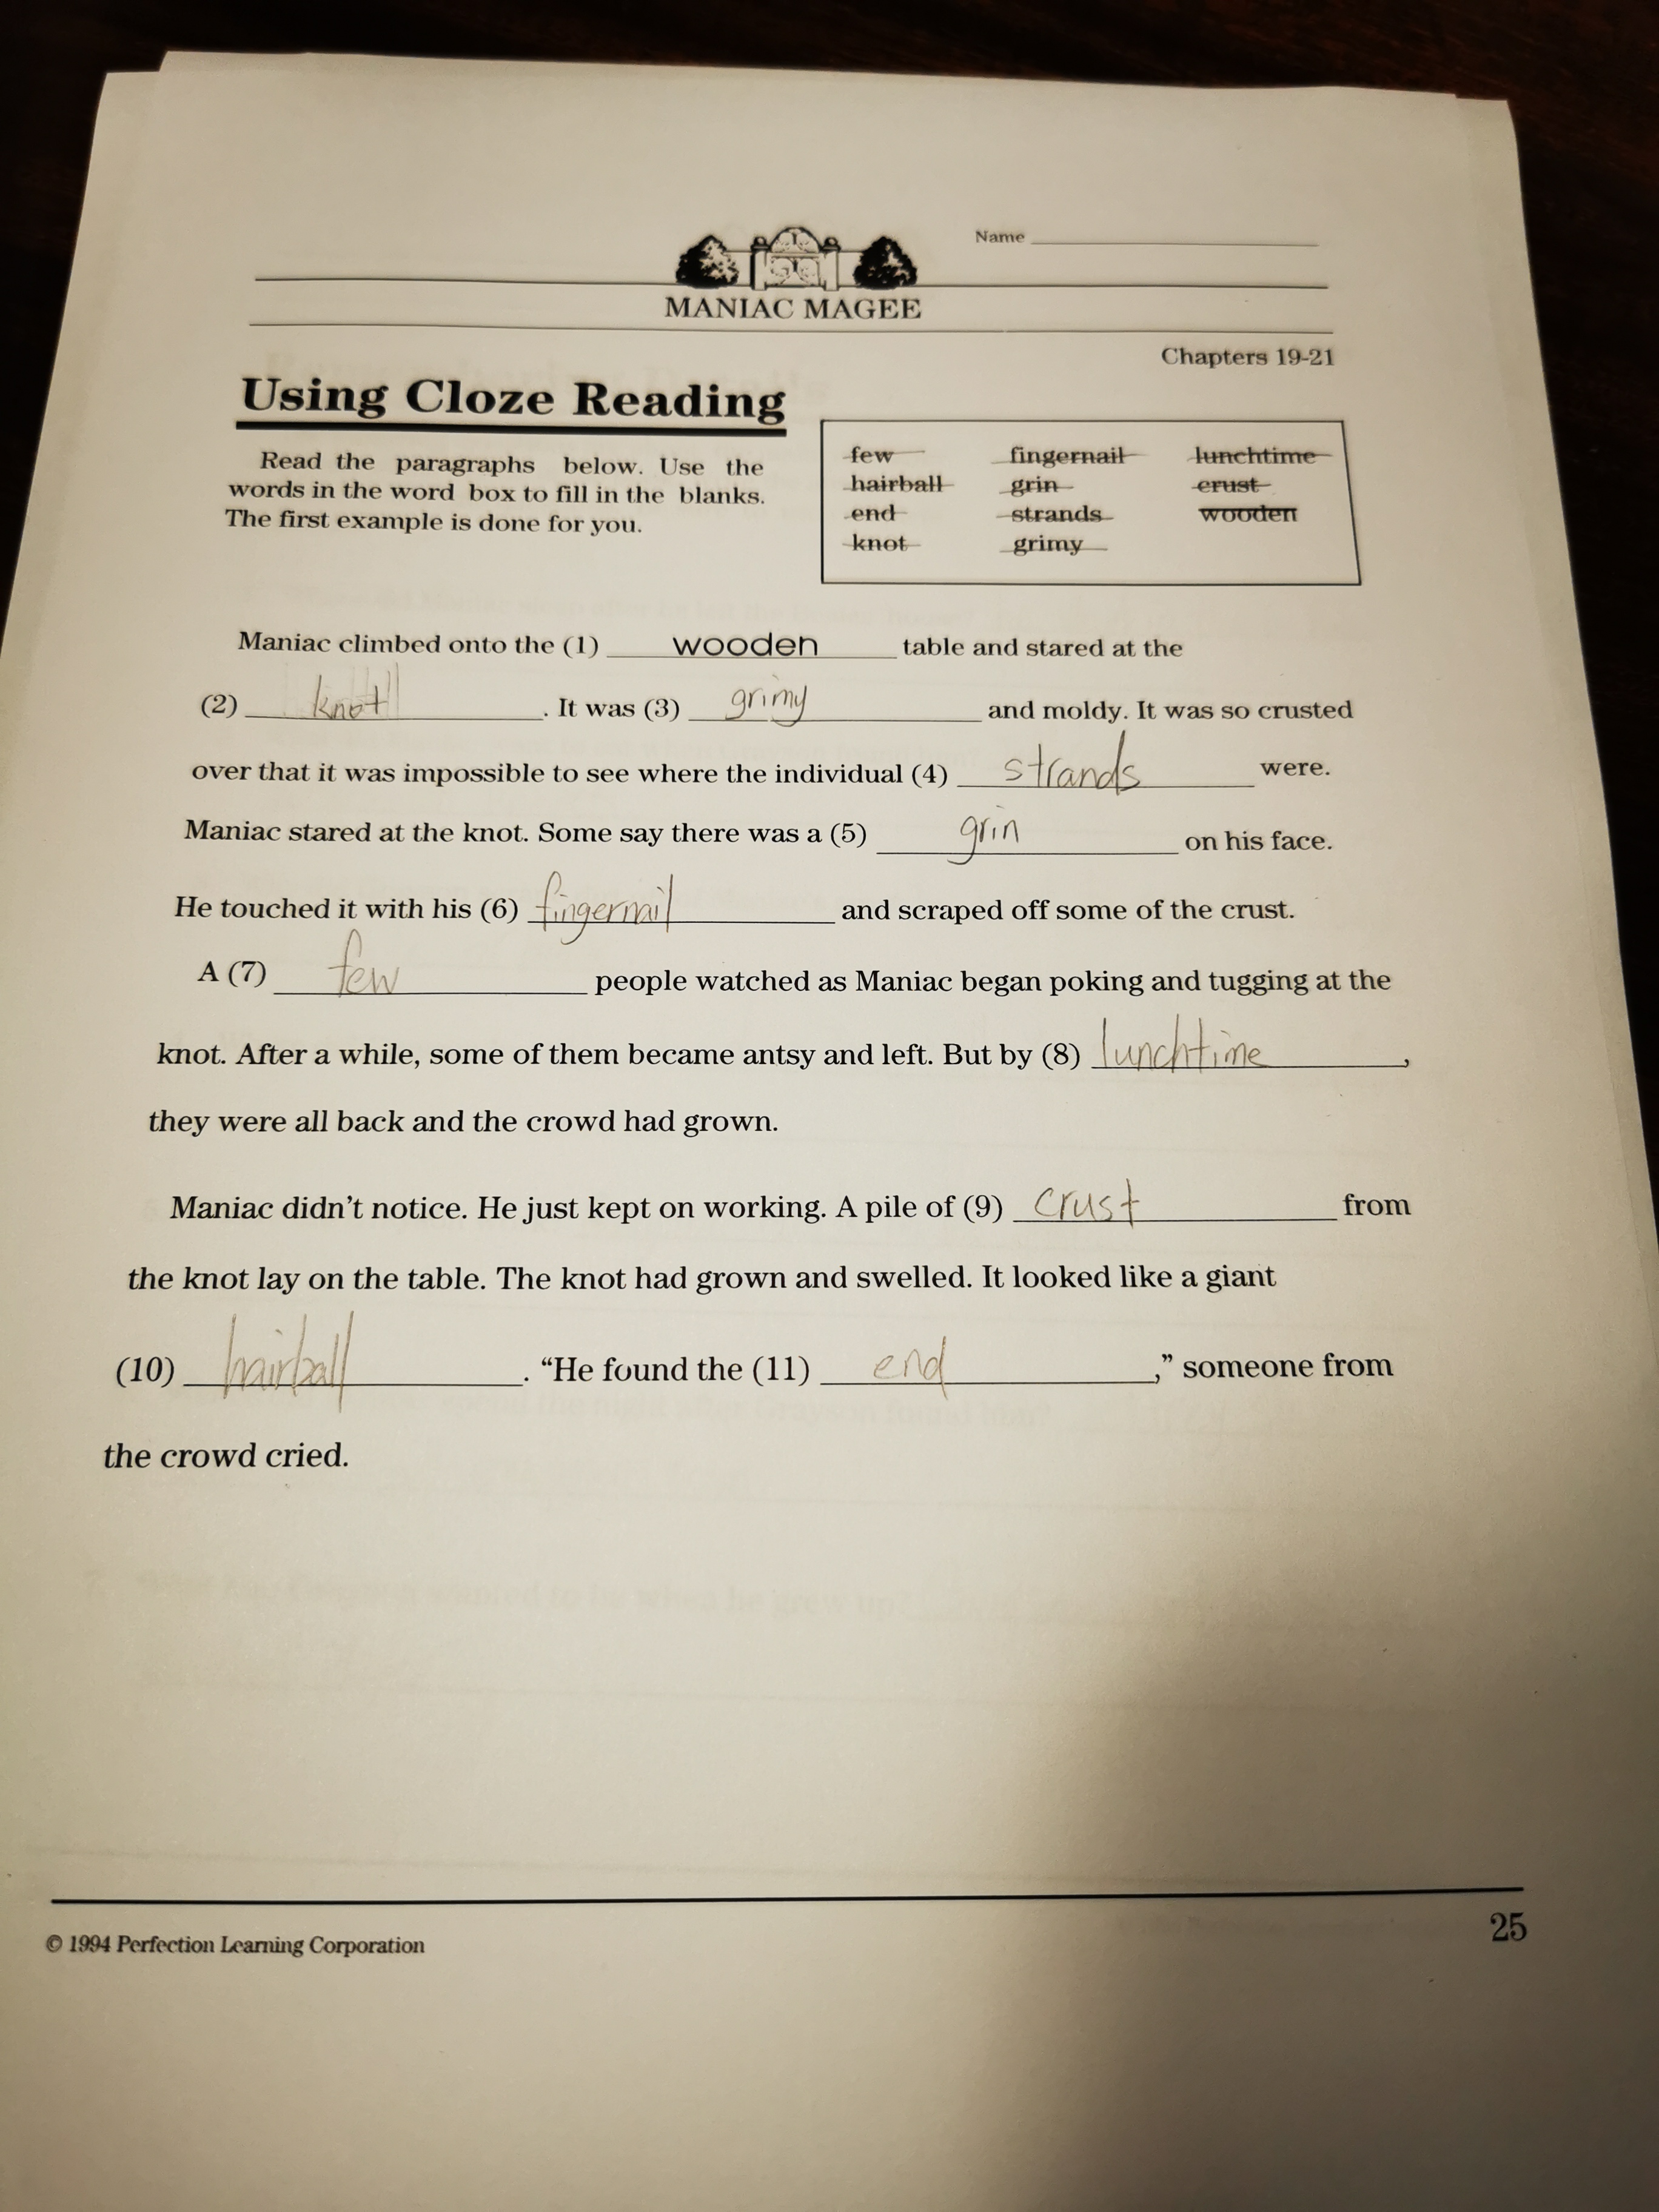 Name
MANIAC MAGEE
Chapters 19-21
Using Cloze Reading
Read the paragraphs below. Use the
words in the word box to fill in the blanks.
The first example is done for you.
few fingernail lunchtime
hairball grin crust
end strands wooden
knot grimy
Maniac climbed onto the (1) wooden table and stared at the
(2) knot . It was (3) grimy and moldy. It was so crusted
over that it was impossible to see where the individual (4) strands were.
Maniac stared at the knot. Some say there was a (5) grin on his face.
He touched it with his (6) fingernail and scraped off some of the crust.
A (7) few people watched as Maniac began poking and tugging at the
knot. After a while, some of them became antsy and left. But by (8) lunchtime ,
they were all back and the crowd had grown.
Maniac didn't notice. He just kept on working. A pile of (9) crust from
the knot lay on the table. The knot had grown and swelled. It looked like a giant
(10) hairball . “He found the (11) end ,” someone from
the crowd cried.
© 1994 Perfection Learning Corporation
25